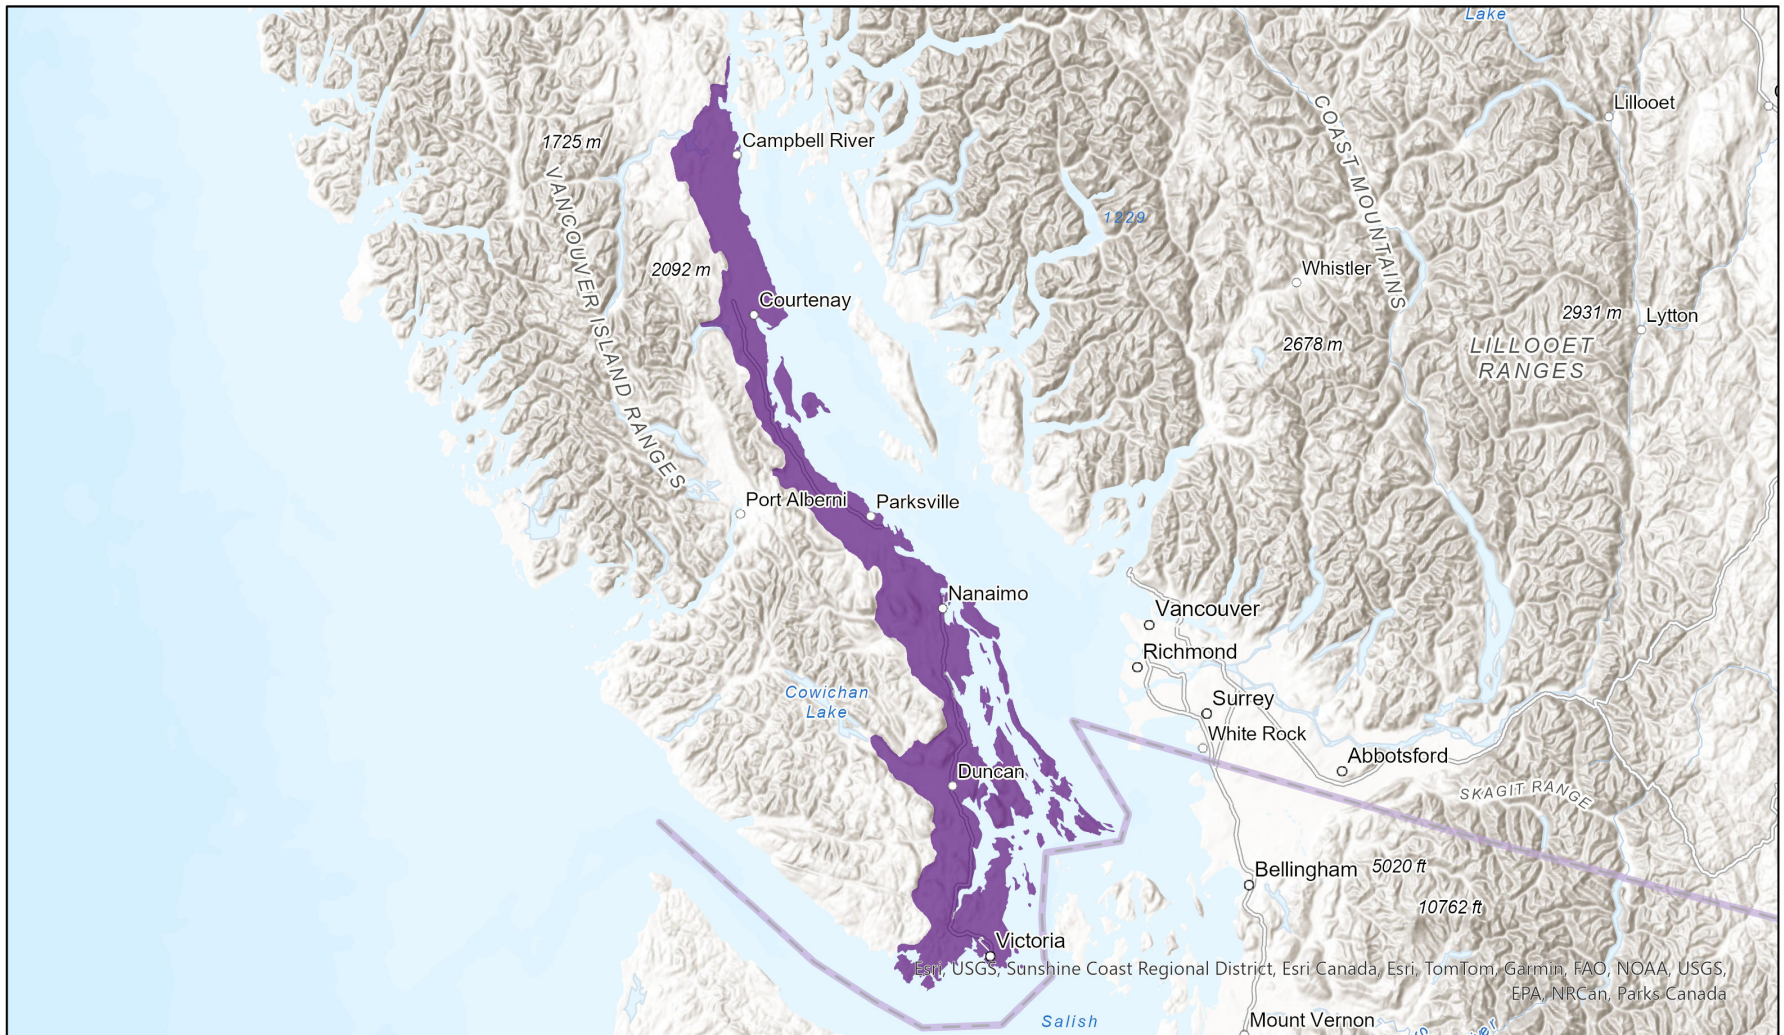 Lake
Lillooet
COAST MOUNTAINS
Campbell River
1725 m
VANCOUVER ISLAND RANGES
1229
2092 m
Whistler
Courtenay
2931 m
Lytton
2678 m
LILLOOET
RANGES
Port Alberni
Parksville
Nanaimo
Vancouver
Richmond
Cowichan
Lake
Surrey
White Rock
Abbotsford
Duncan
SKAGIT RANGE
Bellingham
5020 ft
10762 ft
Victoria
Esri, USGS, Sunshine Coast Regional District, Esri Canada, Esri, TomTom, Garmin, FAO, NOAA, USGS,
EPA, NRCan, Parks Canada
Salish
Mount Vernon